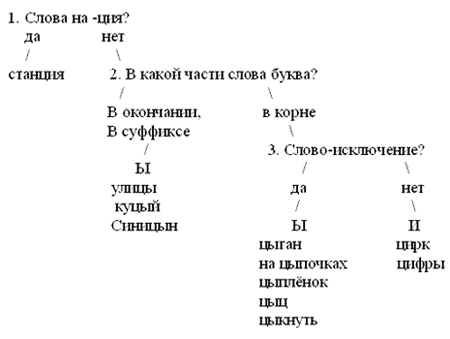 1. Слова на -ция?
да нет
/ \
станция 2. В какой части слова буква?
/ \
В окончании, в корне
В суффиксе \
/ 3. Слово-исключение?
Ы / \
улицы да нет
куцый / \
Синицын Ы И
цыган цирк
на цыпочках цифры
цыплёнок
цыц
цыкнуть